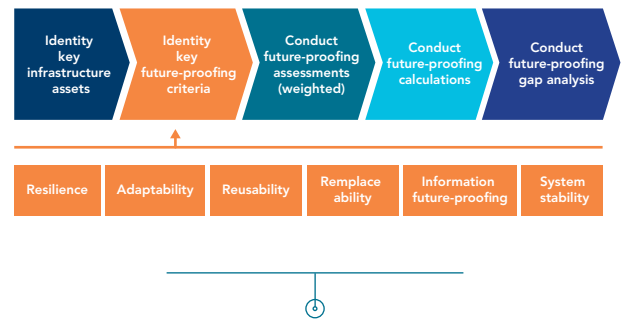 Identity
key
infrastructure
assets
Identity
key
future-proofing
criteria
Conduct
future-proofing
assessments
(weighted)
Conduct
future-proofing
calculations
Conduct
future-proofing
gap analysis
Resilience
Adaptability
Reusability
Remplace
ability
Information
future-proofing
System
stability